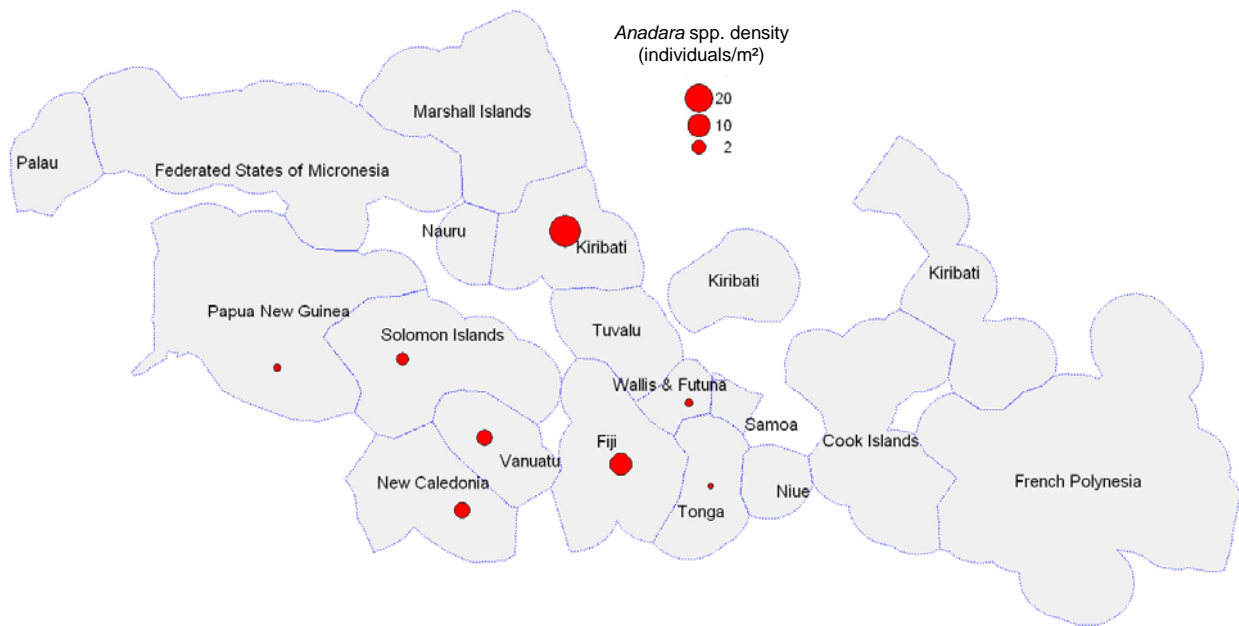 Anadara spp. density
(individuals/m²)
20
10
2
Marshall Islands
Palau
Federated States of Micronesia
Nauru
Kiribati
Kiribati
Kiribati
Papua New Guinea
Solomon Islands
Tuvalu
Wallis & Futuna
Samoa
Cook Islands
Fiji
Vanuatu
New Caledonia
Tonga
Niue
French Polynesia